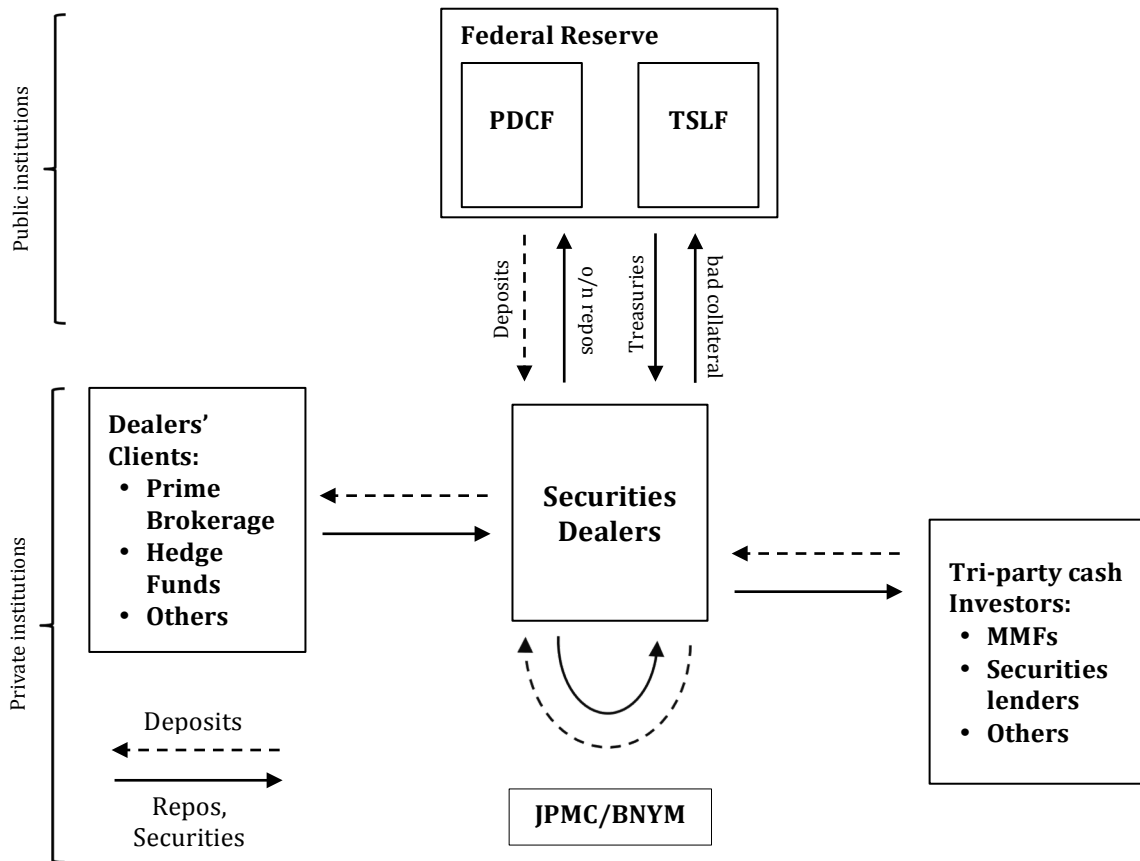 Public institutions
Federal Reserve
PDCF
TSLF
Deposits
o/n repos
Treasuries
bad collateral
Private institutions
Dealers’
Clients:
• Prime
Brokerage
• Hedge
Funds
• Others
Securities
Dealers
Tri-party cash
Investors:
• MMFs
• Securities
lenders
• Others
Deposits
Repos,
Securities
JPMC/BNYM